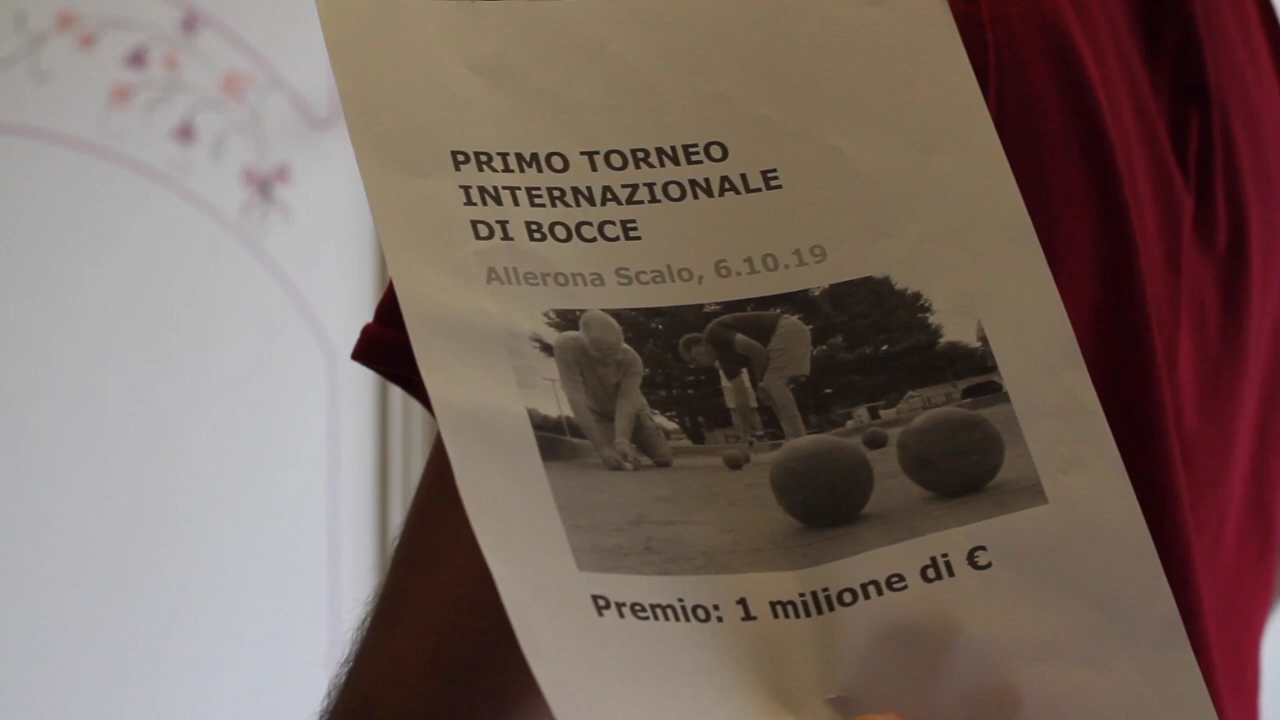 PRIMO TORNEO
INTERNAZIONALE
DI BOCCE
Allerona Scalo, 6.10.19
Premio: 1 milione di €